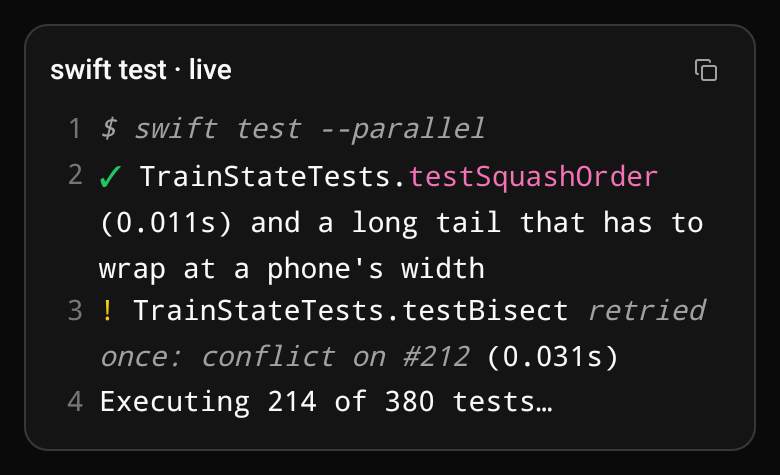 swift test · live
1 $ swift test --parallel
2 ✓ TrainStateTests.testSquashOrder
(0.011s) and a long tail that has to
wrap at a phone's width
3 ! TrainStateTests.testBisect retried
once: conflict on #212 (0.031s)
4 Executing 214 of 380 tests…